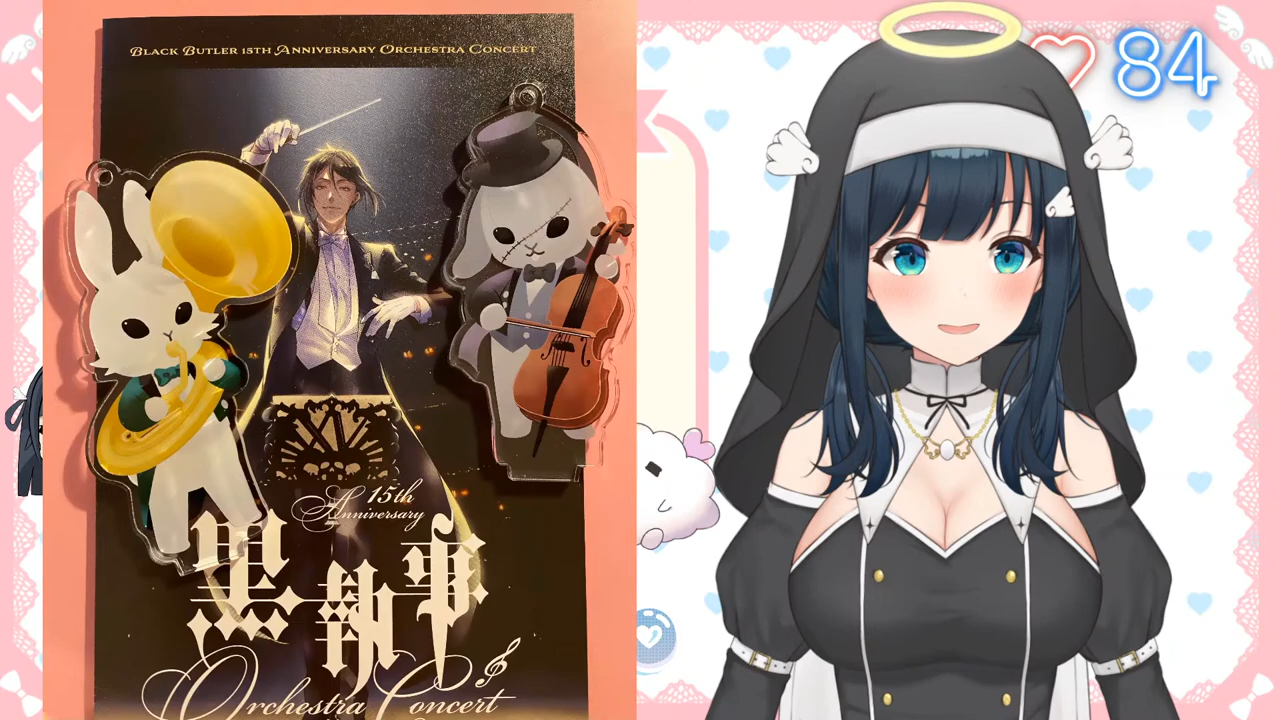 BLACK BUTLER 15TH ANNIVERSARY ORCHESTRA CONCERT
84
15th
Anniversary
黒執事
Orchestra Concert